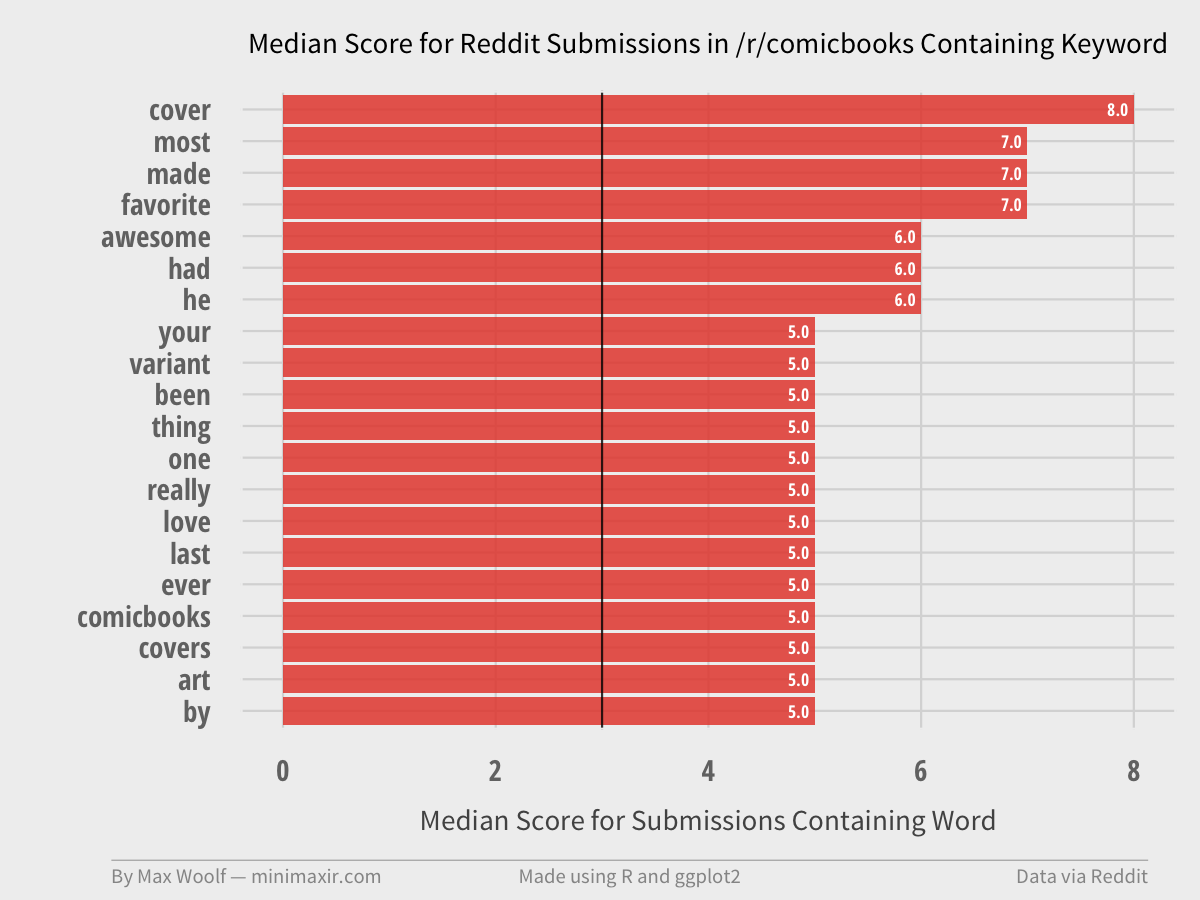 Median Score for Reddit Submissions in /r/comicbooks Containing Keyword
cover 8.0
most 7.0
made 7.0
favorite 7.0
awesome 6.0
had 6.0
he 6.0
your 5.0
variant 5.0
been 5.0
thing 5.0
one 5.0
really 5.0
love 5.0
last 5.0
ever 5.0
comicbooks 5.0
covers 5.0
art 5.0
by 5.0
0 2 4 6 8
Median Score for Submissions Containing Word
By Max Woolf — minimaxir.com Made using R and ggplot2 Data via Reddit